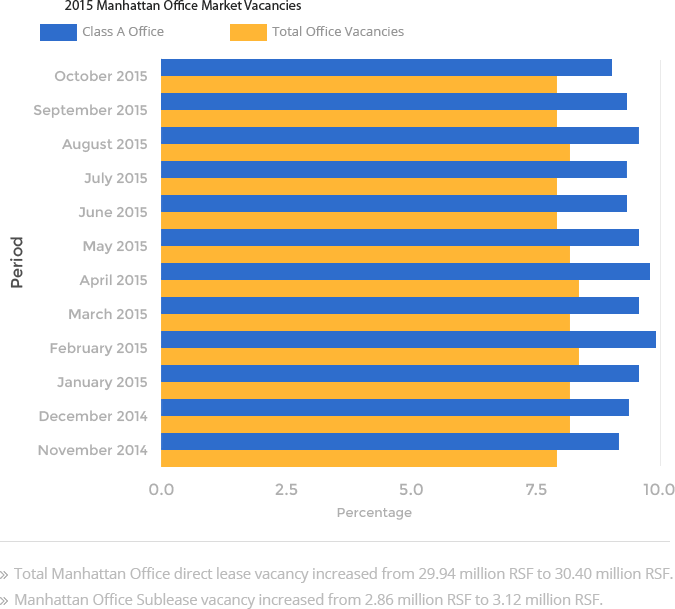 2015 Manhattan Office Market Vacancies
Class A Office
Total Office Vacancies
October 2015
September 2015
August 2015
July 2015
June 2015
May 2015
April 2015
March 2015
February 2015
January 2015
December 2014
November 2014
Period
0.0 2.5 5.0 7.5 10.0
Percentage
» Total Manhattan Office direct lease vacancy increased from 29.94 million RSF to 30.40 million RSF.
» Manhattan Office Sublease vacancy increased from 2.86 million RSF to 3.12 million RSF.